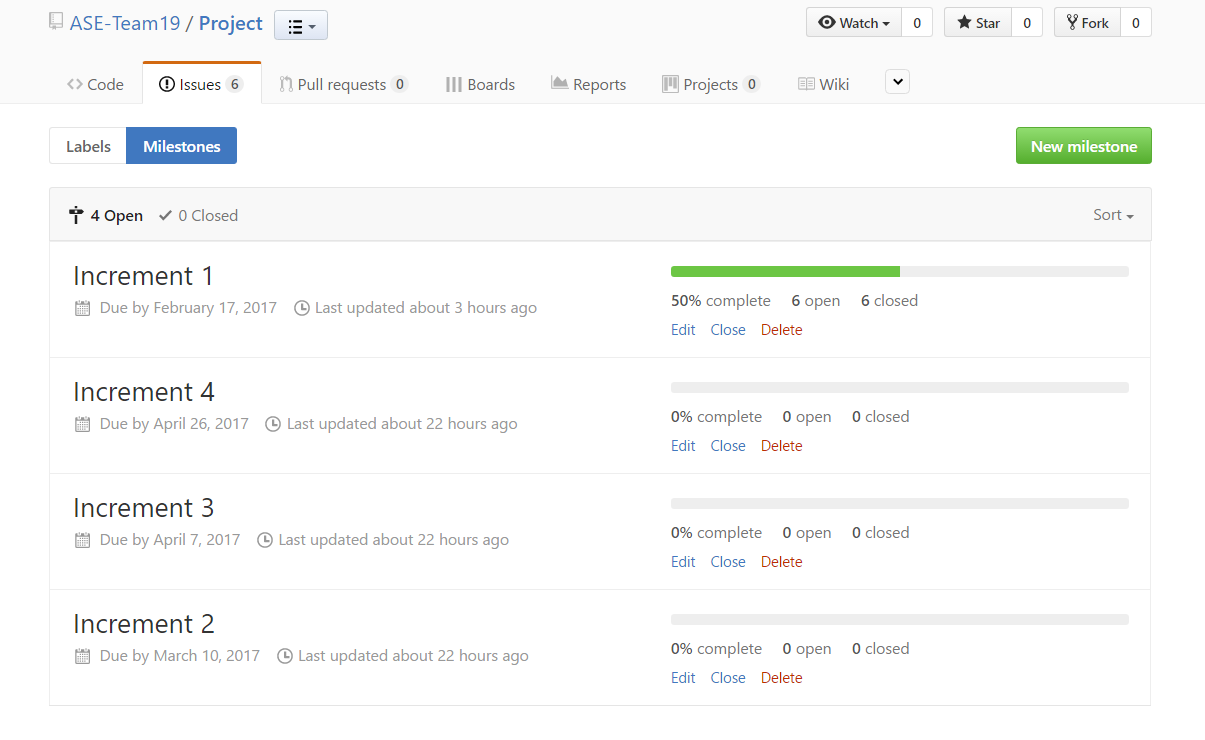 ASE-Team19 / Project
Watch 0 Star 0 Fork 0
Code Issues 6 Pull requests 0 Boards Reports Projects 0 Wiki
Labels Milestones New milestone
4 Open 0 Closed Sort
Increment 1
Due by February 17, 2017 Last updated about 3 hours ago
50% complete 6 open 6 closed
Edit Close Delete
Increment 4
Due by April 26, 2017 Last updated about 22 hours ago
0% complete 0 open 0 closed
Edit Close Delete
Increment 3
Due by April 7, 2017 Last updated about 22 hours ago
0% complete 0 open 0 closed
Edit Close Delete
Increment 2
Due by March 10, 2017 Last updated about 22 hours ago
0% complete 0 open 0 closed
Edit Close Delete